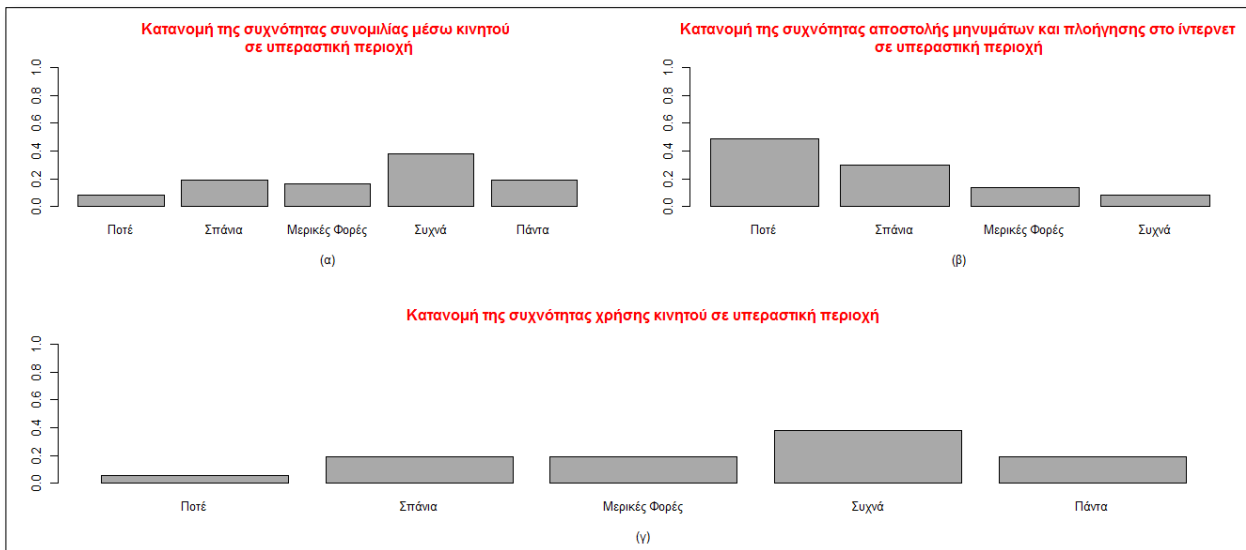 Κατανομή της συχνότητας συνομιλίας μέσω κινητού
σε υπεραστική περιοχή
1.0
0.8
0.6
0.4
0.2
0.0
Ποτέ Σπάνια Μερικές Φορές Συχνά Πάντα
(α)
Κατανομή της συχνότητας αποστολής μηνυμάτων και πλοήγησης στο ίντερνετ
σε υπεραστική περιοχή
1.0
0.8
0.6
0.4
0.2
0.0
Ποτέ Σπάνια Μερικές Φορές Συχνά
(β)
Κατανομή της συχνότητας χρήσης κινητού σε υπεραστική περιοχή
1.0
0.8
0.6
0.4
0.2
0.0
Ποτέ Σπάνια Μερικές Φορές Συχνά Πάντα
(γ)